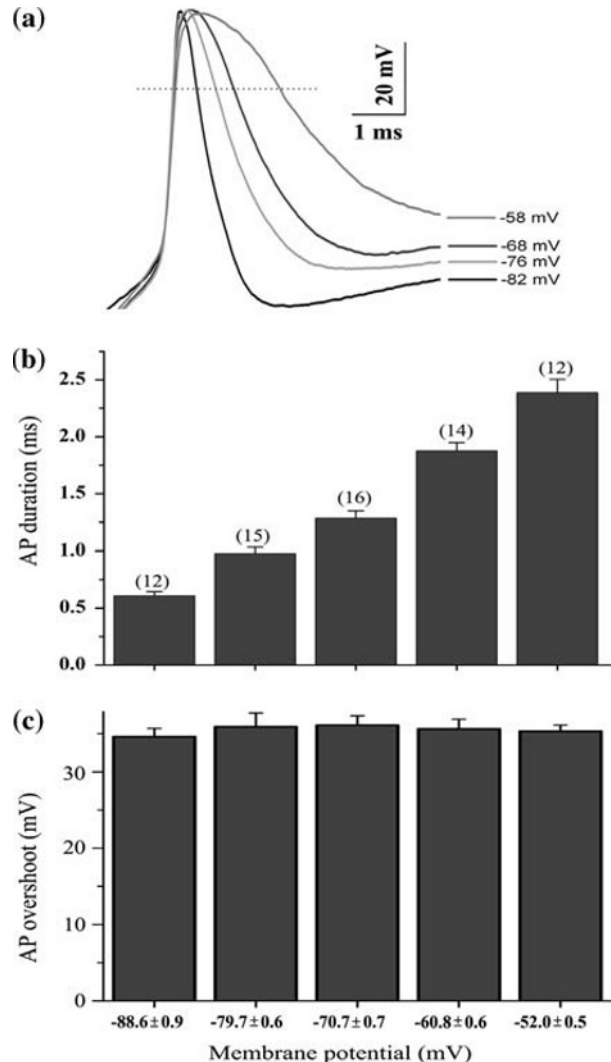 (a)
20 mV
1 ms
-58 mV
-68 mV
-76 mV
-82 mV
(b)
AP duration (ms)
2.5
2.0
1.5
1.0
0.5
0.0
(12)
(15)
(16)
(14)
(12)
(c)
AP overshoot (mV)
30
20
10
0
-88.6±0.9 -79.7±0.6 -70.7±0.7 -60.8±0.6 -52.0±0.5
Membrane potential (mV)